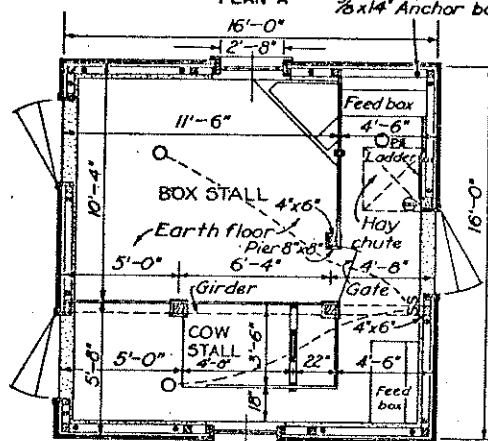 16'-0"
⅝x14" Anchor bo
2'-8"
Feed box
11'-6"
4'-6"
Ladder
BOX STALL
4"x6"
10'-4"
16'-0"
Hay
chute
Earth floor
Pier 8"x8"
5'-0"
6'-4"
4'-8"
Girder
Gate
4"x6"
COW
STALL
5'-8"
5'-0"
4'-8"
3'-6"
22"
4'-6"
18"
Feed
box